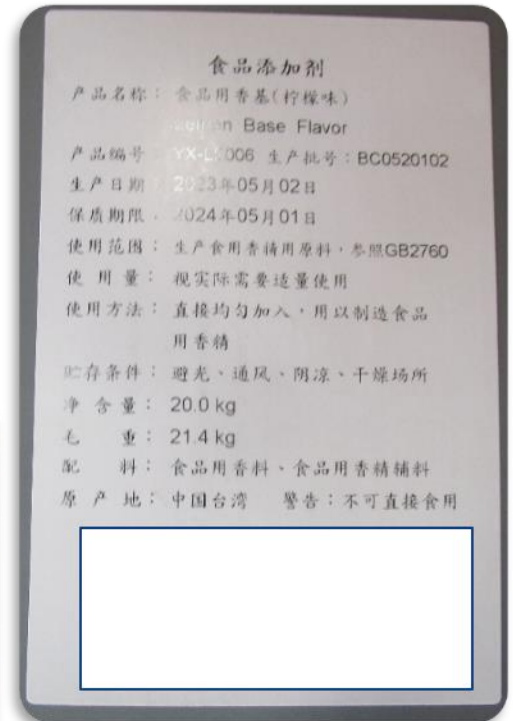 食品添加剂
产品名称：食品用香基(柠檬味)
Base Flavor
产品编号 生产批号：BC0520102
生产日期 2023年05月02日
保质期限：2024年05月01日
使用范围：生产食用香精用原料，参照GB2760
使 用 量：视实际需要适量使用
使用方法：直接均匀加入，用以制造食品
用香精
贮存条件：避光、通风、阴凉、干燥场所
净 含 量：20.0 kg
毛 重：21.4 kg
配 料：食品用香料、食品用香精辅料
原 产 地：中国台湾 警告：不可直接食用